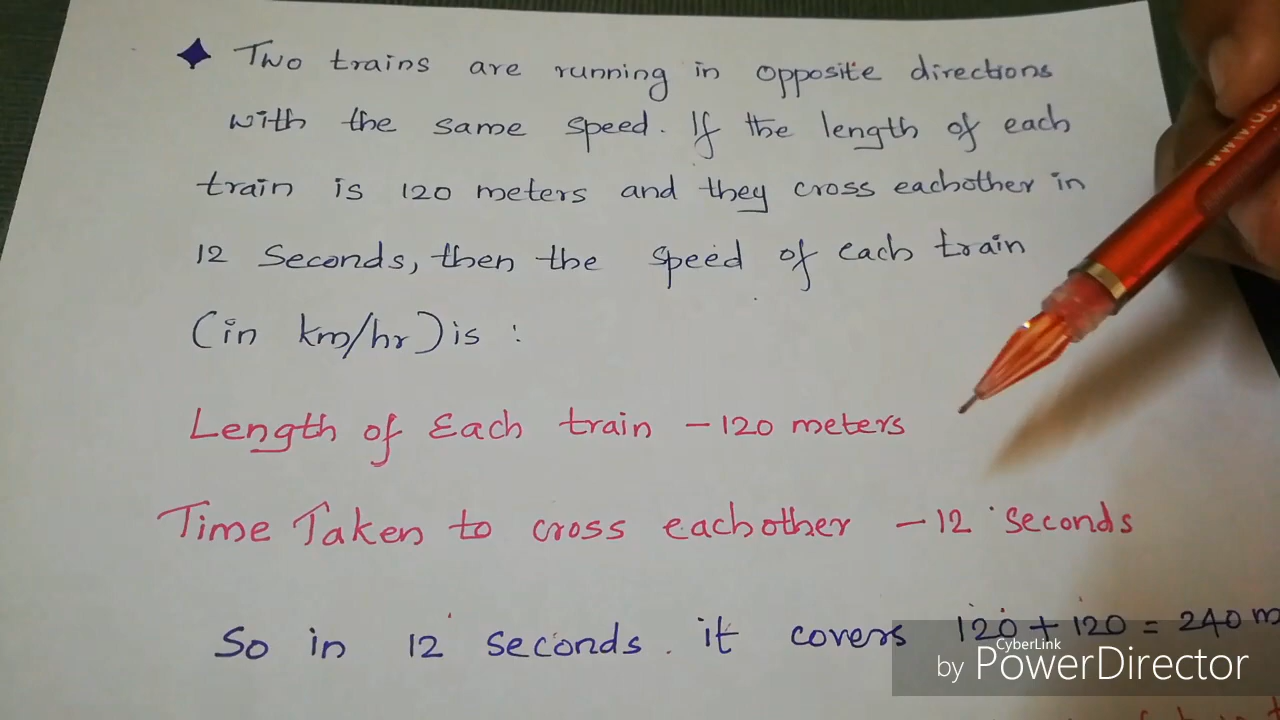 Two trains are running in opposite directions
with the same speed. If the length of each
train is 120 meters and they cross eachother in
12 Seconds, then the speed of each train
(in km/hr) is :
Length of Each train - 120 meters
Time Taken to cross eachother - 12 seconds
So in 12 seconds. it covers 120 + 120 = 240 m
CyberLink
by PowerDirector